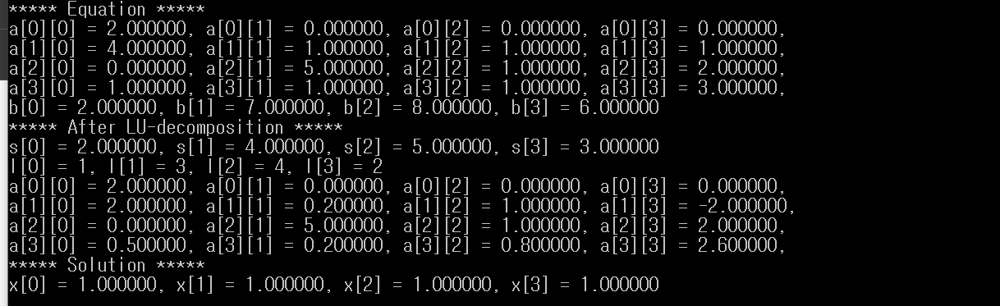 ***** Equation *****
a[0][0] = 2.000000, a[0][1] = 0.000000, a[0][2] = 0.000000, a[0][3] = 0.000000,
a[1][0] = 4.000000, a[1][1] = 1.000000, a[1][2] = 1.000000, a[1][3] = 1.000000,
a[2][0] = 0.000000, a[2][1] = 5.000000, a[2][2] = 1.000000, a[2][3] = 2.000000,
a[3][0] = 1.000000, a[3][1] = 1.000000, a[3][2] = 1.000000, a[3][3] = 3.000000,
b[0] = 2.000000, b[1] = 7.000000, b[2] = 8.000000, b[3] = 6.000000
***** After LU-decomposition *****
s[0] = 2.000000, s[1] = 4.000000, s[2] = 5.000000, s[3] = 3.000000
l[0] = 1, l[1] = 3, l[2] = 4, l[3] = 2
a[0][0] = 2.000000, a[0][1] = 0.000000, a[0][2] = 0.000000, a[0][3] = 0.000000,
a[1][0] = 2.000000, a[1][1] = 0.200000, a[1][2] = 1.000000, a[1][3] = -2.000000,
a[2][0] = 0.000000, a[2][1] = 5.000000, a[2][2] = 1.000000, a[2][3] = 2.000000,
a[3][0] = 0.500000, a[3][1] = 0.200000, a[3][2] = 0.800000, a[3][3] = 2.600000,
***** Solution *****
x[0] = 1.000000, x[1] = 1.000000, x[2] = 1.000000, x[3] = 1.000000